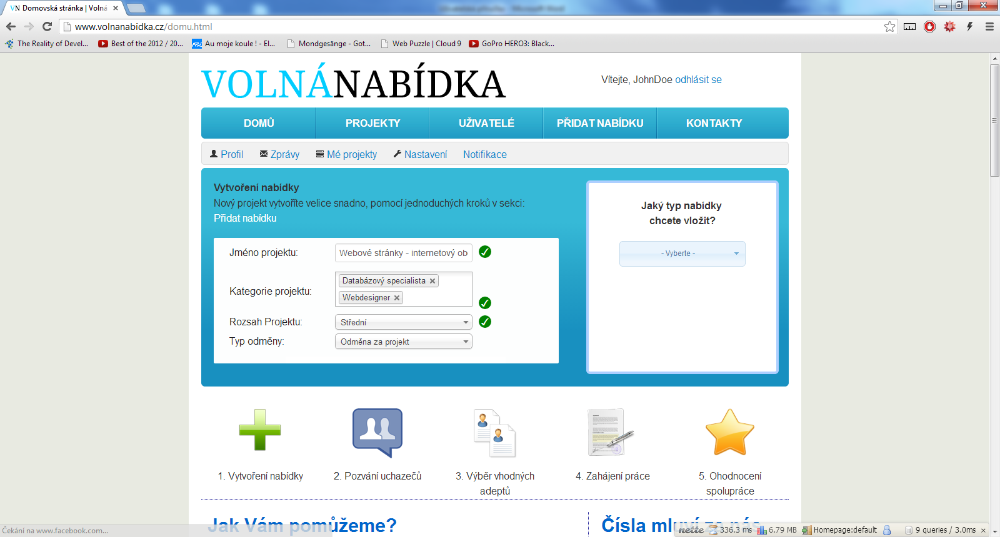 VN Domovská stránka | Volná
www.volnanabidka.cz/domu.html
The Reality of Devel...
Best of the 2012 / 20...
Au moje koule ! - El...
Mondgesänge - Got...
Web Puzzle | Cloud 9
GoPro HERO3: Black...
VOLNÁNABÍDKA
Vítejte, JohnDoe odhlásit se
DOMŮ
PROJEKTY
UŽIVATELÉ
PŘIDAT NABÍDKU
KONTAKTY
Profil
Zprávy
Mé projekty
Nastavení
Notifikace
Vytvoření nabidky
Nový projekt vytvoříte velice snadno, pomocí jednoduchých kroků v sekci:
Přidat nabídku
Jméno projektu:
Webové stránky - internetový ob
Kategorie projektu:
Databázový specialista
Webdesigner
Rozsah Projektu:
Střední
Typ odměny:
Odměna za projekt
Jaký typ nabídky
chcete vložit?
- Vyberte -
1. Vytvoření nabídky
2. Pozvání uchazečů
3. Výběr vhodných
adeptů
4. Zahájení práce
5. Ohodnocení
spolupráce
Jak Vám pomůžeme?
Čísla mluví za nás
Čekání na www.facebook.com...
nette
336.3 ms
6.79 MB
Homepage:default
9 queries / 3.0ms